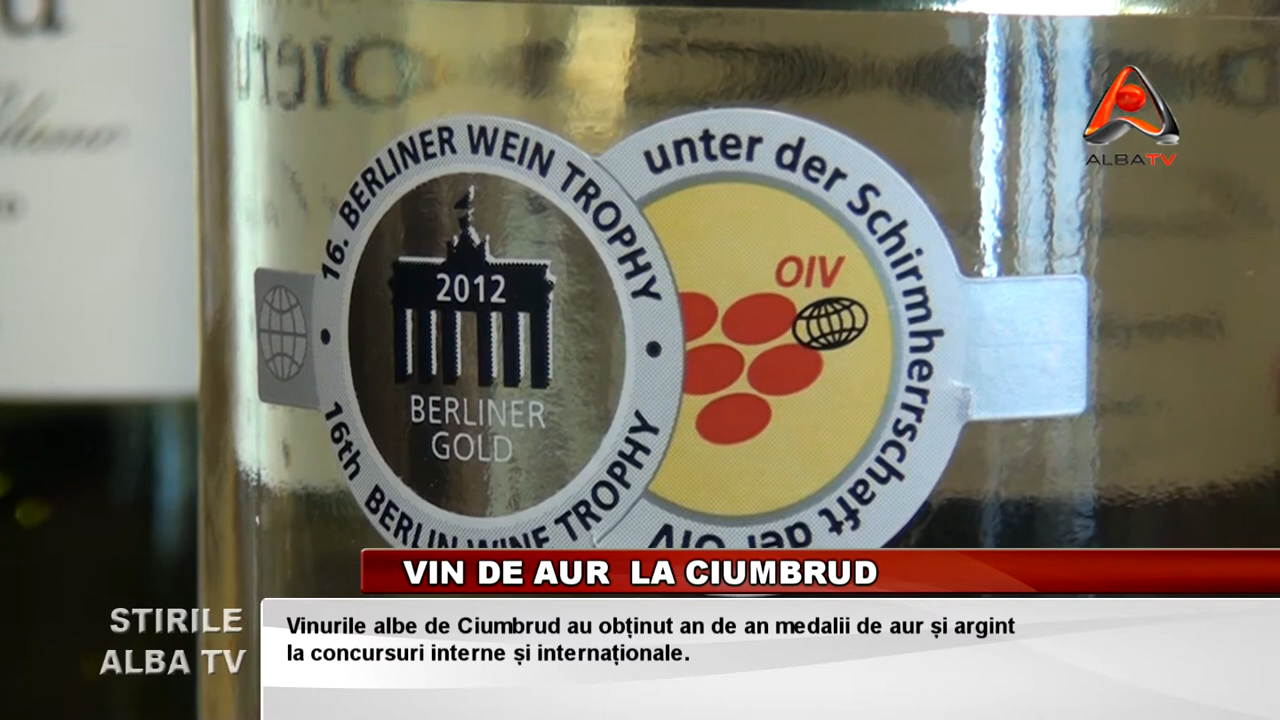 ALBATV
16. BERLINER WEIN TROPHY
2012
BERLINER
GOLD
16th BERLIN WINE TROPHY
unter der Schirmherrschaft der OIV
OIV
VIN DE AUR LA CIUMBRUD
STIRILE
ALBA TV
Vinurile albe de Ciumbrud au obținut an de an medalii de aur și argint
la concursuri interne și internaționale.